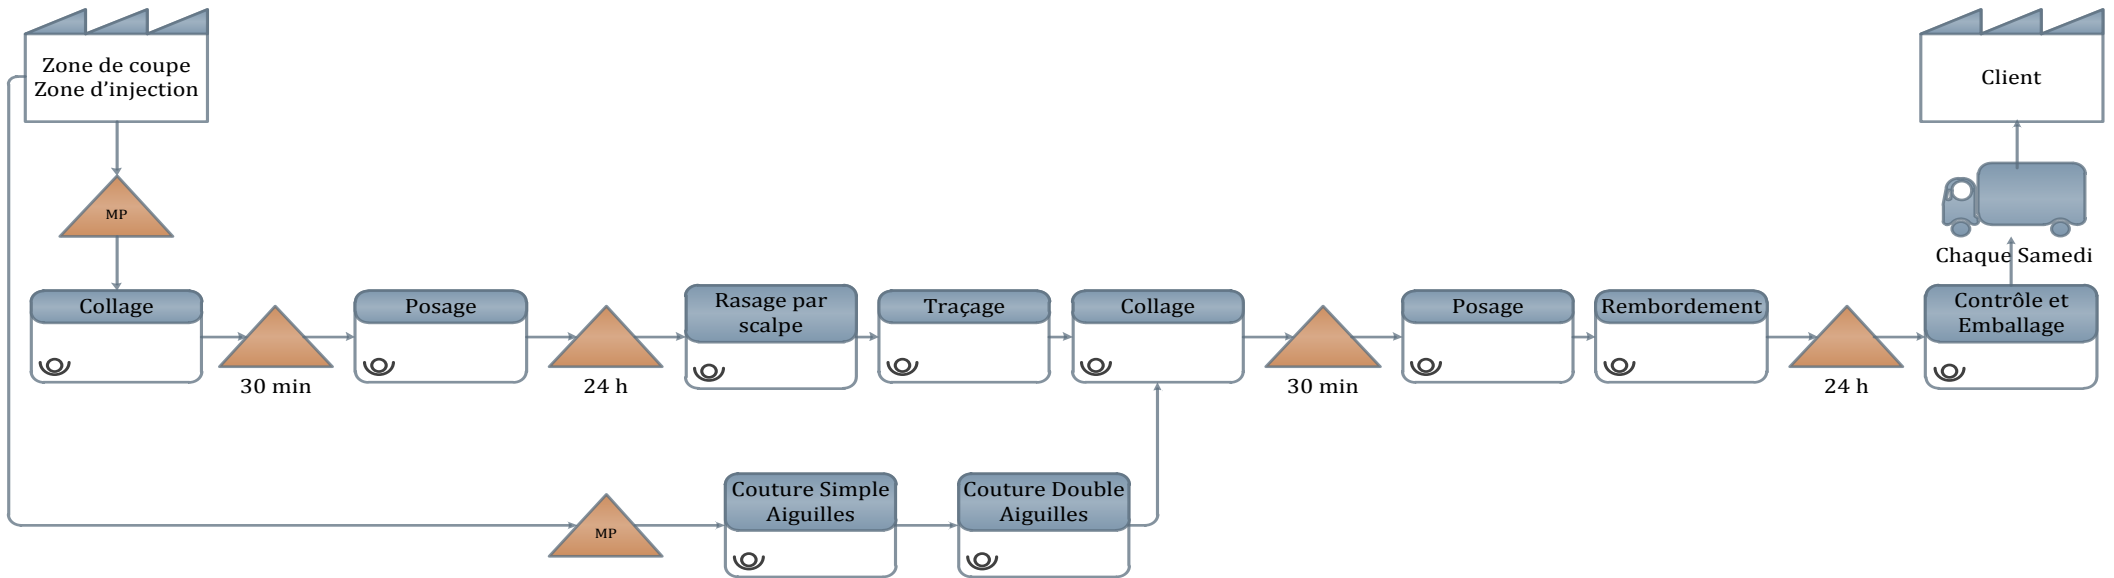 Zone de coupe
Zone d'injection
Client
MP
Chaque Samedi
Collage
Posage
Rasage par
scalpe
Traçage
Collage
Posage
Rembordement
Contrôle et
Emballage
30 min
24 h
30 min
24 h
Couture Simple
Aiguilles
Couture Double
Aiguilles
MP